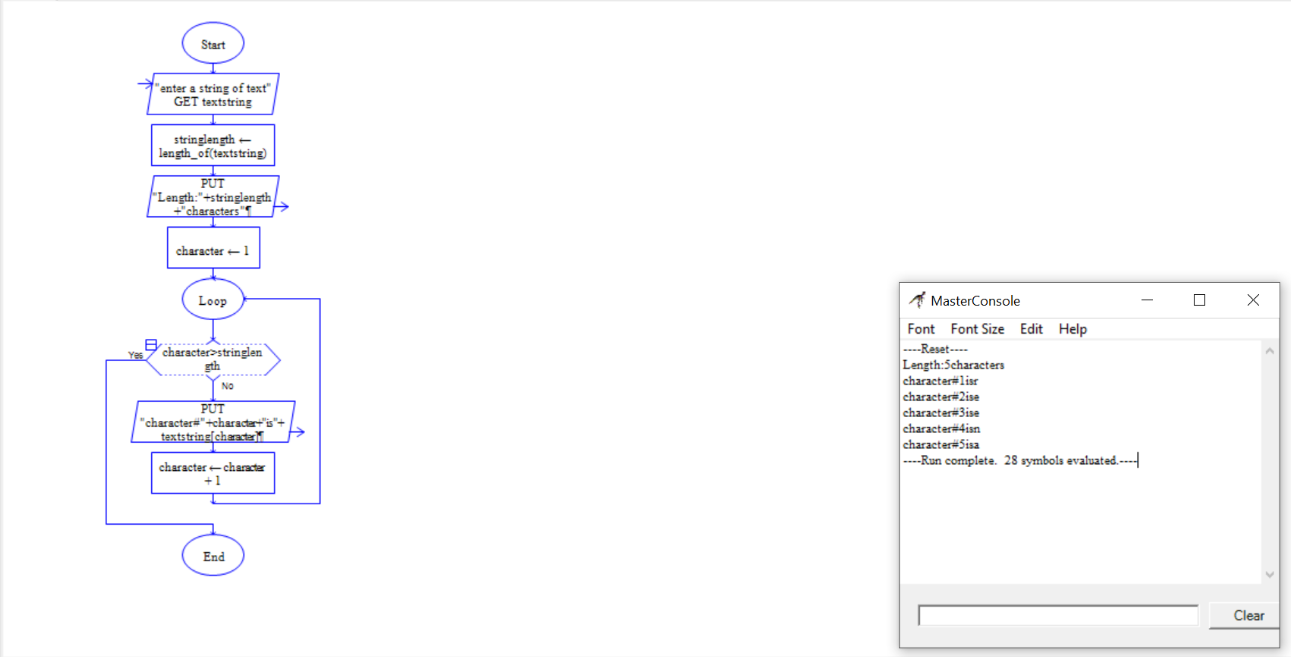 Start
"enter a string of text"
GET textstring
stringlength ←
length_of(textstring)
PUT
"Length:"+stringlength
+"characters"¶
character ← 1
Loop
Yes
character>stringlen
gth
No
PUT
"character#"+character+"is"+
textstring[character]¶
character ← character
+ 1
End
MasterConsole
Font Font Size Edit Help
----Reset----
Length:5characters
character#1isr
character#2ise
character#3ise
character#4isn
character#5isa
----Run complete. 28 symbols evaluated.----
Clear